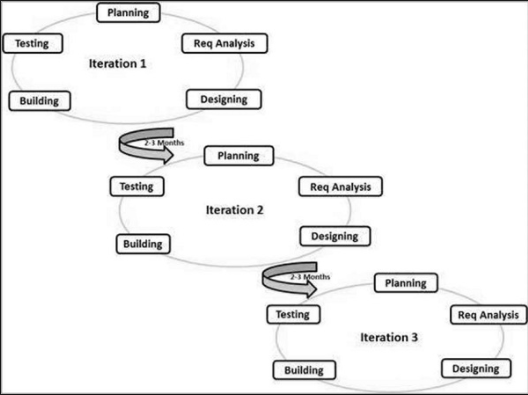 Planning
Testing
Req Analysis
Iteration 1
Building
Designing
2-3 Months
Planning
Testing
Req Analysis
Iteration 2
Building
Designing
2-3 Months
Planning
Testing
Req Analysis
Iteration 3
Building
Designing